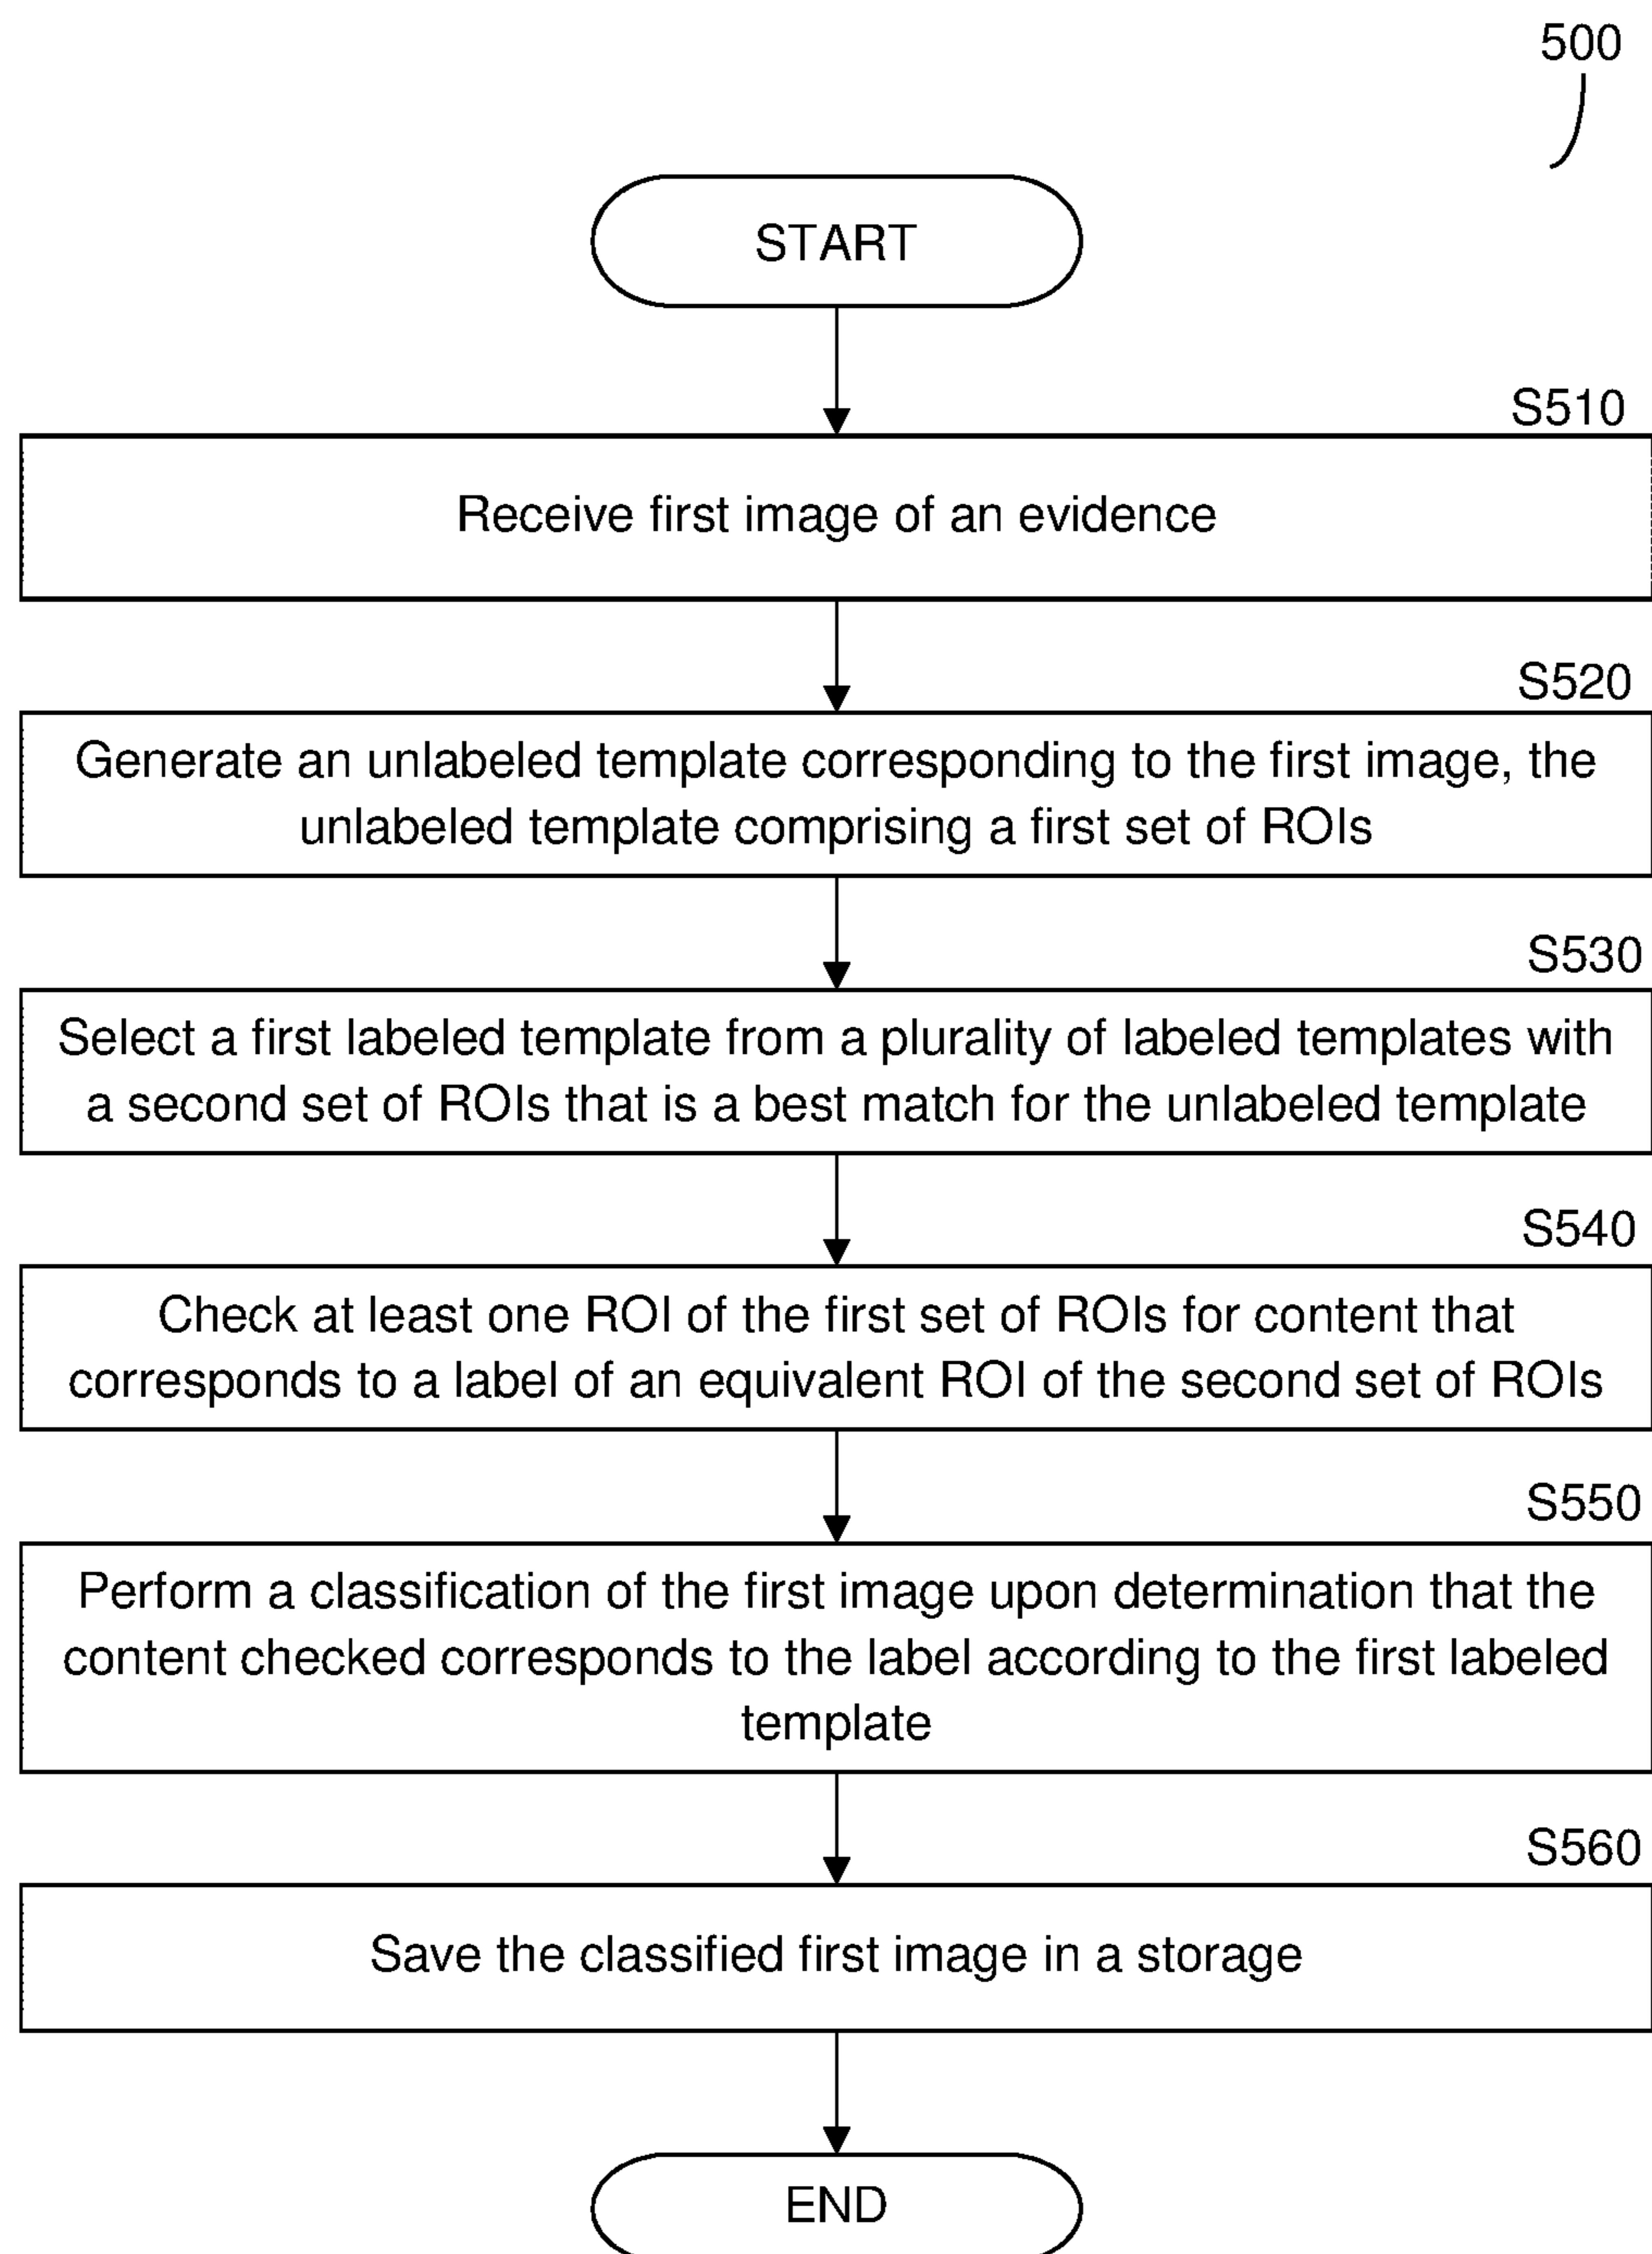 500
START
S510
Receive first image of an evidence
S520
Generate an unlabeled template corresponding to the first image, the
unlabeled template comprising a first set of ROIs
S530
Select a first labeled template from a plurality of labeled templates with
a second set of ROIs that is a best match for the unlabeled template
S540
Check at least one ROI of the first set of ROIs for content that
corresponds to a label of an equivalent ROI of the second set of ROIs
S550
Perform a classification of the first image upon determination that the
content checked corresponds to the label according to the first labeled
template
S560
Save the classified first image in a storage
END